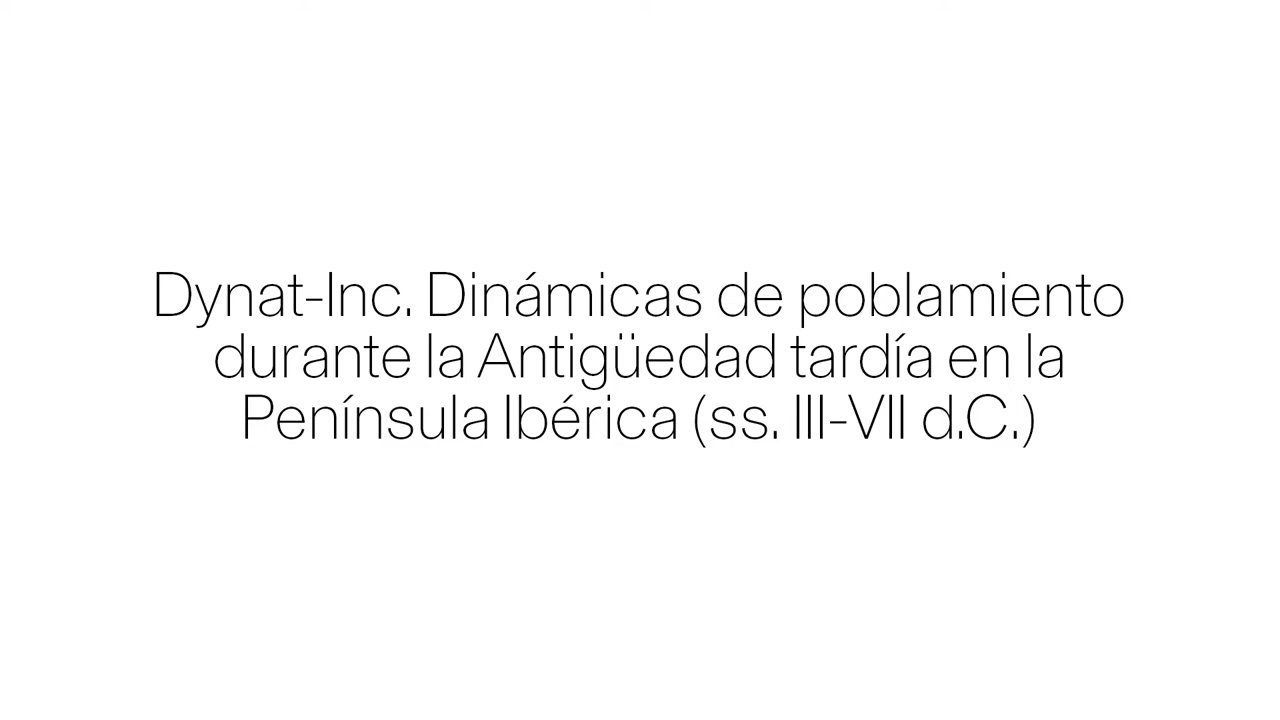 Dynat-Inc. Dinámicas de poblamiento
durante la Antigüedad tardía en la
Península Ibérica (ss. III-VII d.C.)